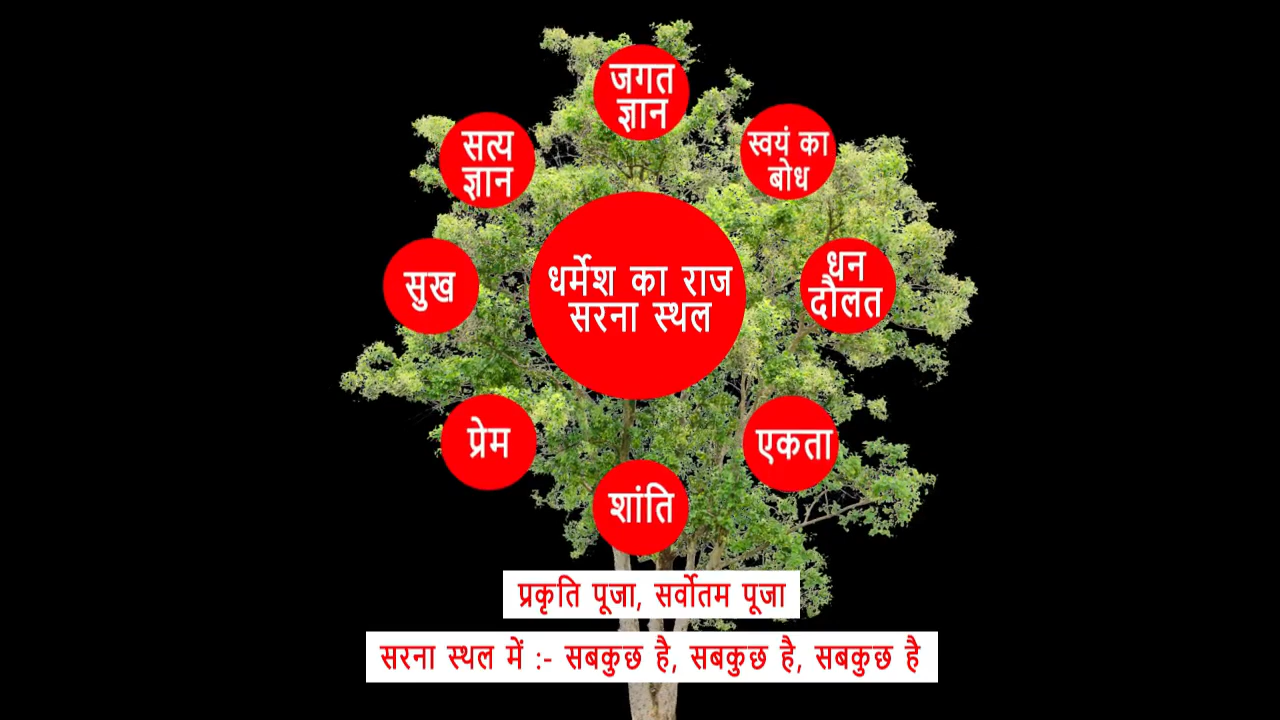 जगत
ज्ञान
सत्य
ज्ञान
स्वयं का
बोध
सुख
धर्मेश का राज
सरना स्थल
धन
दौलत
प्रेम
एकता
शांति
प्रकृति पूजा, सर्वोतम पूजा
सरना स्थल में :- सबकुछ है, सबकुछ है, सबकुछ है